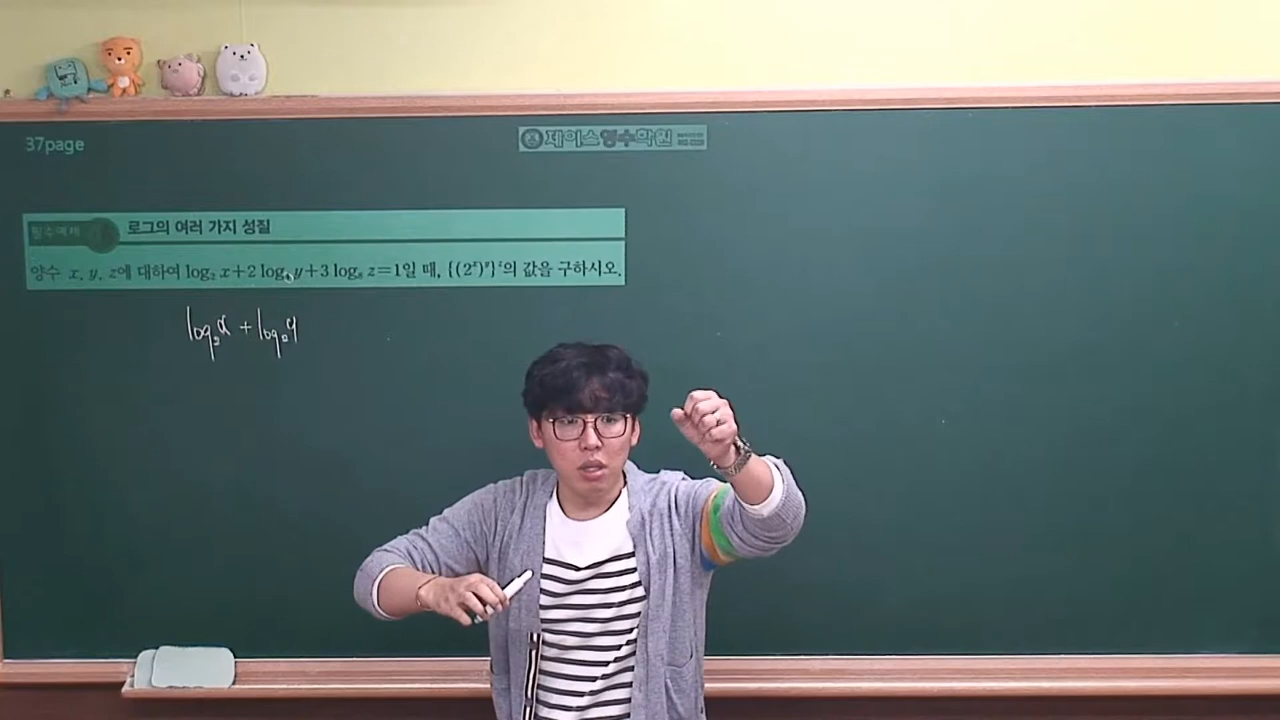 37page
제이스영수학원
필수예제
로그의 여러 가지 성질
양수 x, y, z에 대하여 log₂ x+2 log₄ y+3 log₈ z=1일 때, {(2ˣ)ʸ}ᶻ의 값을 구하시오.
log₂x + log₂y